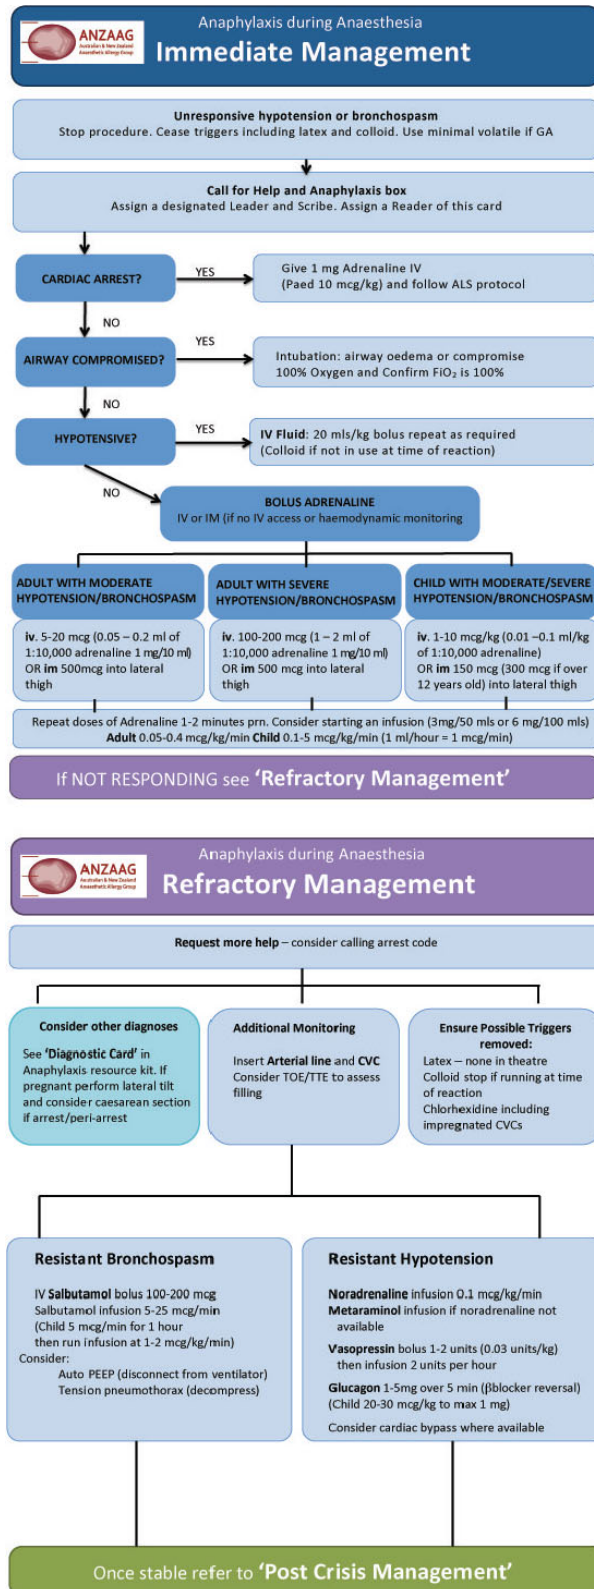 ANZAAG
Australian & New Zealand
Anaesthetic Allergy Group
Anaphylaxis during Anaesthesia
Immediate Management
Unresponsive hypotension or bronchospasm
Stop procedure. Cease triggers including latex and colloid. Use minimal volatile if GA
Call for Help and Anaphylaxis box
Assign a designated Leader and Scribe. Assign a Reader of this card
CARDIAC ARREST?
YES
Give 1 mg Adrenaline IV
(Paed 10 mcg/kg) and follow ALS protocol
NO
AIRWAY COMPROMISED?
YES
Intubation: airway oedema or compromise
100% Oxygen and Confirm FiO₂ is 100%
NO
HYPOTENSIVE?
YES
IV Fluid: 20 mls/kg bolus repeat as required
(Colloid if not in use at time of reaction)
NO
BOLUS ADRENALINE
IV or IM (if no IV access or haemodynamic monitoring
ADULT WITH MODERATE
HYPOTENSION/BRONCHOSPASM
iv. 5-20 mcg (0.05 – 0.2 ml of
1:10,000 adrenaline 1 mg/10 ml)
OR im 500mcg into lateral
thigh
ADULT WITH SEVERE
HYPOTENSION/BRONCHOSPASM
iv. 100-200 mcg (1 – 2 ml of
1:10,000 adrenaline 1 mg/10 ml)
OR im 500 mcg into lateral
thigh
CHILD WITH MODERATE/SEVERE
HYPOTENSION/BRONCHOSPASM
iv. 1-10 mcg/kg (0.01 –0.1 ml/kg
of 1:10,000 adrenaline)
OR im 150 mcg (300 mcg if over
12 years old) into lateral thigh
Repeat doses of Adrenaline 1-2 minutes prn. Consider starting an infusion (3mg/50 mls or 6 mg/100 mls)
Adult 0.05-0.4 mcg/kg/min Child 0.1-5 mcg/kg/min (1 ml/hour = 1 mcg/min)
If NOT RESPONDING see 'Refractory Management'
ANZAAG
Australian & New Zealand
Anaesthetic Allergy Group
Anaphylaxis during Anaesthesia
Refractory Management
Request more help – consider calling arrest code
Consider other diagnoses
See 'Diagnostic Card' in
Anaphylaxis resource kit. If
pregnant perform lateral tilt
and consider caesarean section
if arrest/peri-arrest
Additional Monitoring
Insert Arterial line and CVC
Consider TOE/TTE to assess
filling
Ensure Possible Triggers
removed:
Latex – none in theatre
Colloid stop if running at time
of reaction
Chlorhexidine including
impregnated CVCs
Resistant Bronchospasm
IV Salbutamol bolus 100-200 mcg
Salbutamol infusion 5-25 mcg/min
(Child 5 mcg/min for 1 hour
then run infusion at 1-2 mcg/kg/min)
Consider:
Auto PEEP (disconnect from ventilator)
Tension pneumothorax (decompress)
Resistant Hypotension
Noradrenaline infusion 0.1 mcg/kg/min
Metaraminol infusion if noradrenaline not
available
Vasopressin bolus 1-2 units (0.03 units/kg)
then infusion 2 units per hour
Glucagon 1-5mg over 5 min (βblocker reversal)
(Child 20-30 mcg/kg to max 1 mg)
Consider cardiac bypass where available
Once stable refer to 'Post Crisis Management'